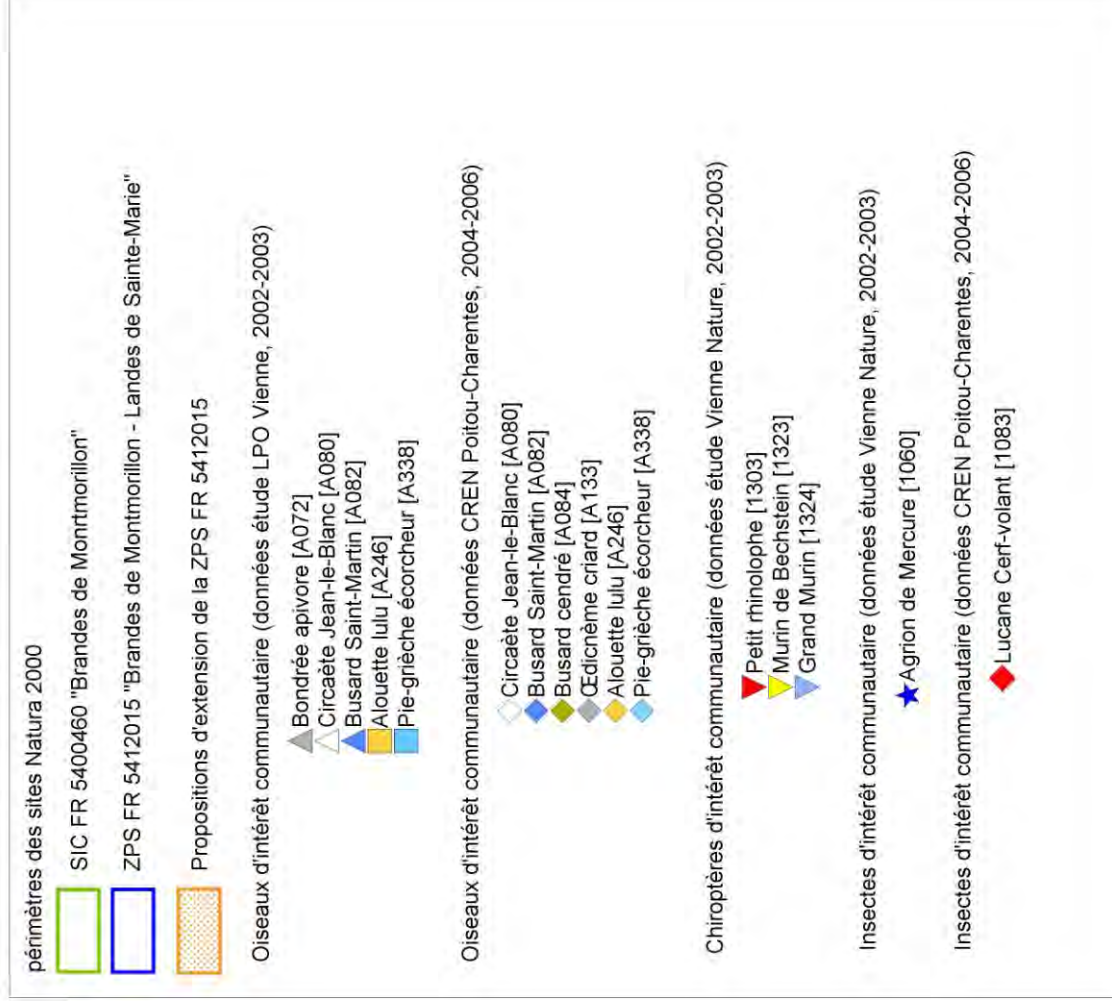 périmètres des sites Natura 2000
SIC FR 5400460 "Brandes de Monrtmorillon"
ZPS FR 5412015 "Brandes de Montmorillon - Landes de Sainte-Marie"
Propositions d'extension de la ZPS FR 5412015
Oiseaux d'intérêt communautaire (données étude LPO Vienne, 2002-2003)
Bondrée apivore [A072]
Circaète Jean-le-Blanc [A080]
Busard Saint-Martin [A082]
Alouette lulu [A246]
Pie-grièche écorcheur [A338]
Oiseaux d'intérêt communautaire (données CREN Poitou-Charentes, 2004-2006)
Circaète Jean-le-Blanc [A080]
Busard Saint-Martin [A082]
Busard cendré [A084]
Œdicnème criard [A133]
Alouette lulu [A246]
Pie-grièche écorcheur [A338]
Chiroptères d'intérêt communautaire (données étude Vienne Nature, 2002-2003)
Petit rhinolophe [1303]
Murin de Bechstein [1323]
Grand Murin [1324]
Insectes d'intérêt communautaire (données étude Vienne Nature, 2002-2003)
Agrion de Mercure [1060]
Insectes d'intérêt communautaire (données CREN Poitou-Charentes, 2004-2006)
Lucane Cerf-volant [1083]